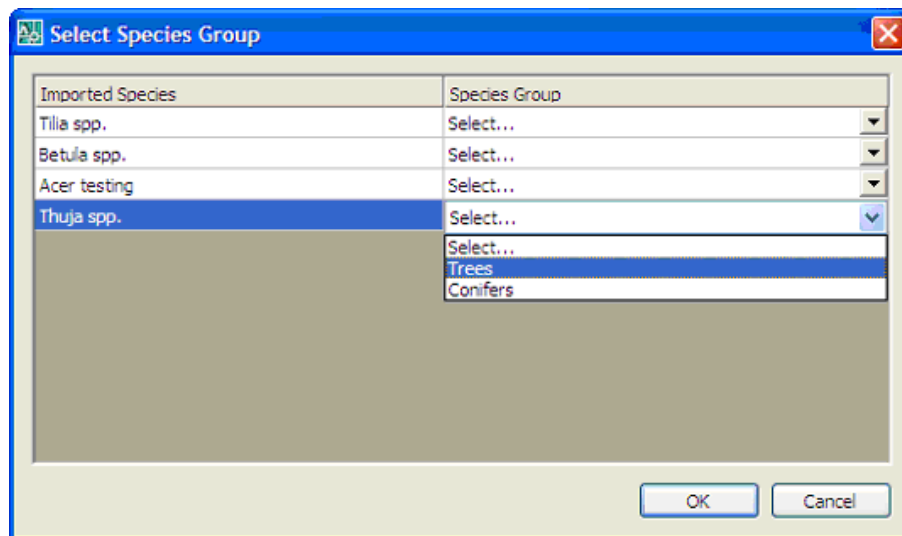 Select Species Group
Imported Species Species Group
Tilia spp. Select...
Betula spp. Select...
Acer testing Select...
Thuja spp. Select...
Select...
Trees
Conifers
OK Cancel